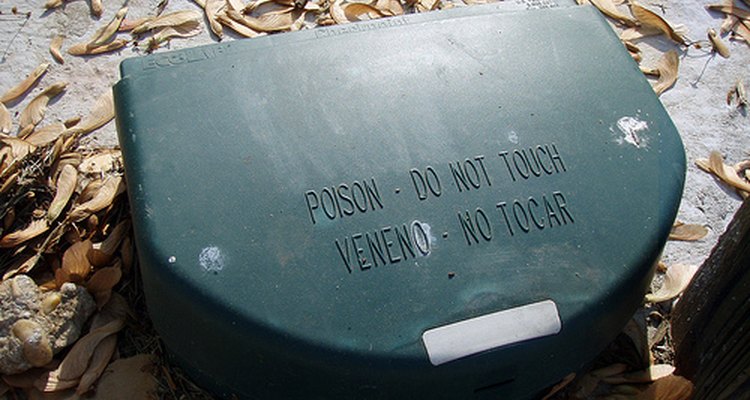 POISON - DO NOT TOUCH
VENENO - NO TOCAR